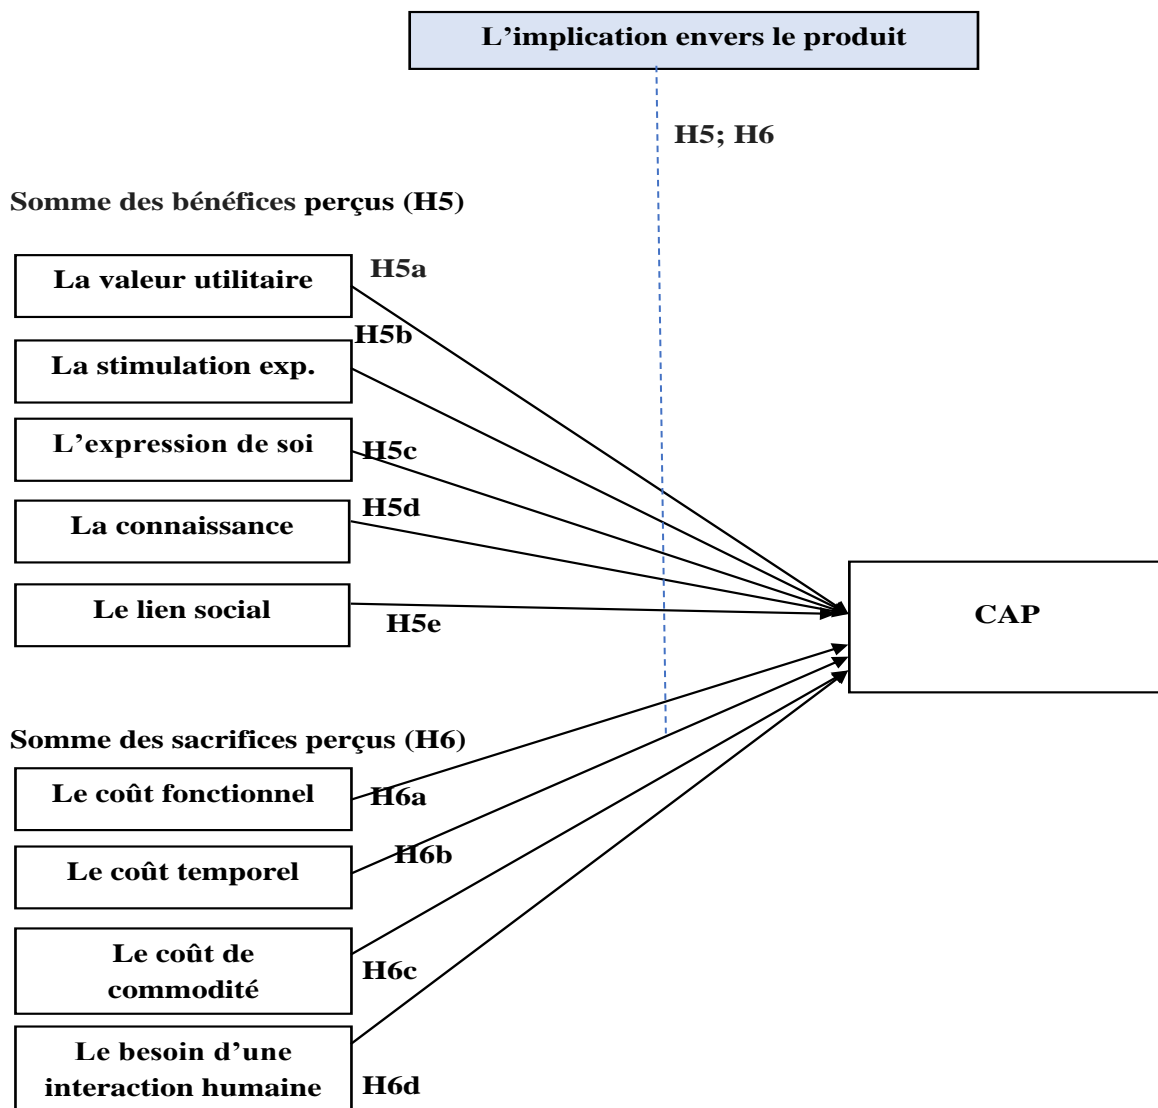 L’implication envers le produit
H5; H6
Somme des bénéfices perçus (H5)
La valeur utilitaire
H5a
H5b
La stimulation exp.
L’expression de soi
H5c
La connaissance
H5d
Le lien social
H5e
CAP
Somme des sacrifices perçus (H6)
Le coût fonctionnel
H6a
Le coût temporel
H6b
Le coût de
commodité
H6c
Le besoin d’une
interaction humaine
H6d